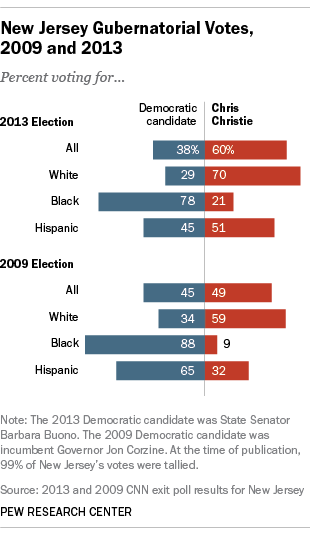 New Jersey Gubernatorial Votes,
2009 and 2013
Percent voting for...
Democratic Chris
candidate Christie
2013 Election
All 38% 60%
White 29 70
Black 78 21
Hispanic 45 51
2009 Election
All 45 49
White 34 59
Black 88 9
Hispanic 65 32
Note: The 2013 Democratic candidate was State Senator
Barbara Buono. The 2009 Democratic candidate was
incumbent Governor Jon Corzine. At the time of publication,
99% of New Jersey's votes were tallied.
Source: 2013 and 2009 CNN exit poll results for New Jersey
PEW RESEARCH CENTER